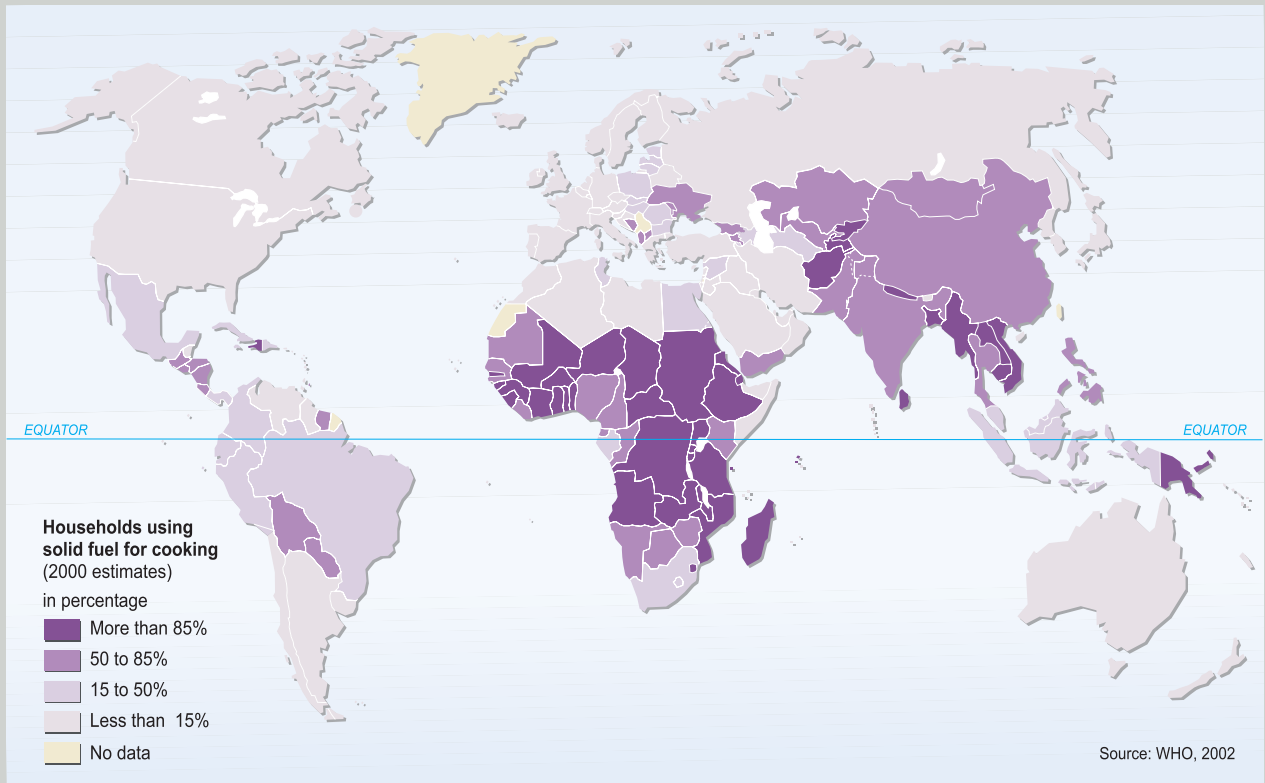 EQUATOR
EQUATOR
Households using
solid fuel for cooking
(2000 estimates)
in percentage
More than 85%
50 to 85%
15 to 50%
Less than 15%
No data
Source: WHO, 2002